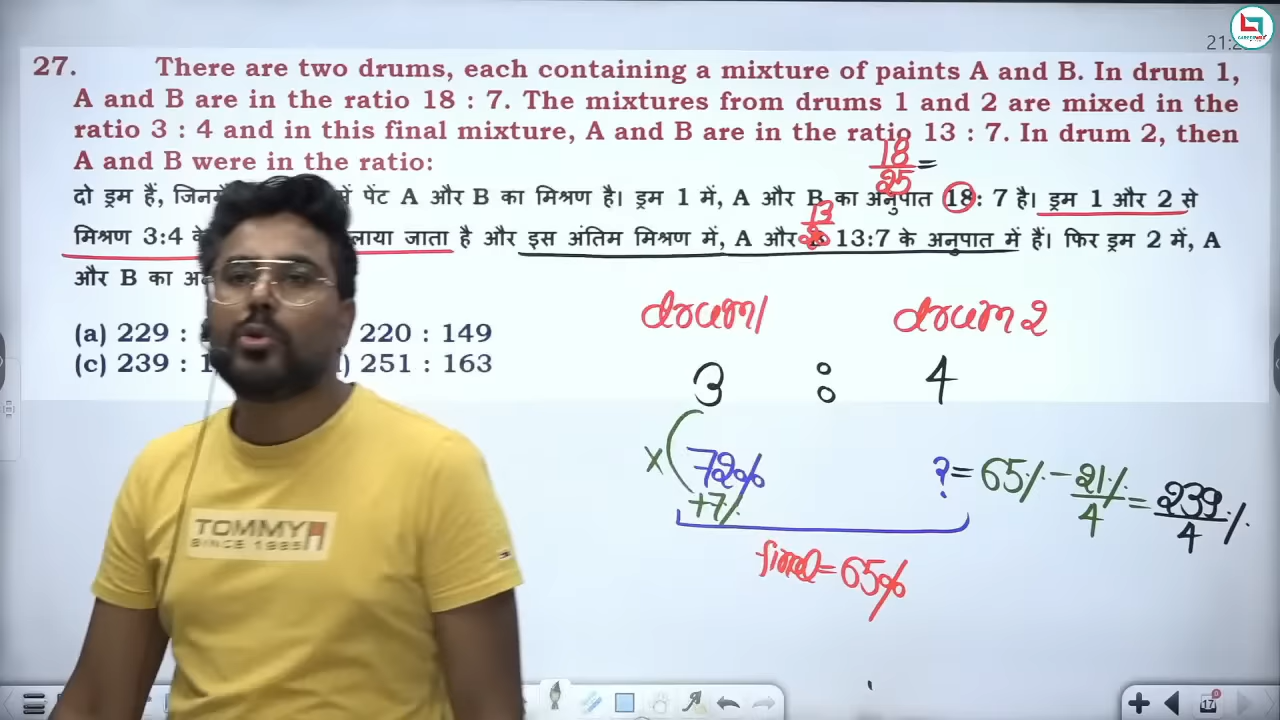 21:2
27. There are two drums, each containing a mixture of paints A and B. In drum 1,
A and B are in the ratio 18 : 7. The mixtures from drums 1 and 2 are mixed in the
ratio 3 : 4 and in this final mixture, A and B are in the ratio 13 : 7. In drum 2, then
A and B were in the ratio:
18/25 =
दो ड्रम हैं, में पेंट A और B का मिश्रण है। ड्रम 1 में, A और B का अनुपात 18: 7 है। ड्रम 1 और 2 से
13
मिश्रण 3:4 जाता है और इस अंतिम मिश्रण में, A और 13:7 के अनुपात में हैं। फिर ड्रम 2 में, A
और B का
drum1 drum 2
(a) 229 : 220 : 149
(c) 239 : 1 ) 251 : 163
3 : 4
x 72% ? = 65% - 21%/4 = 239/4 %
+7%
final = 65%
TOMMY
SINCE 1985
17